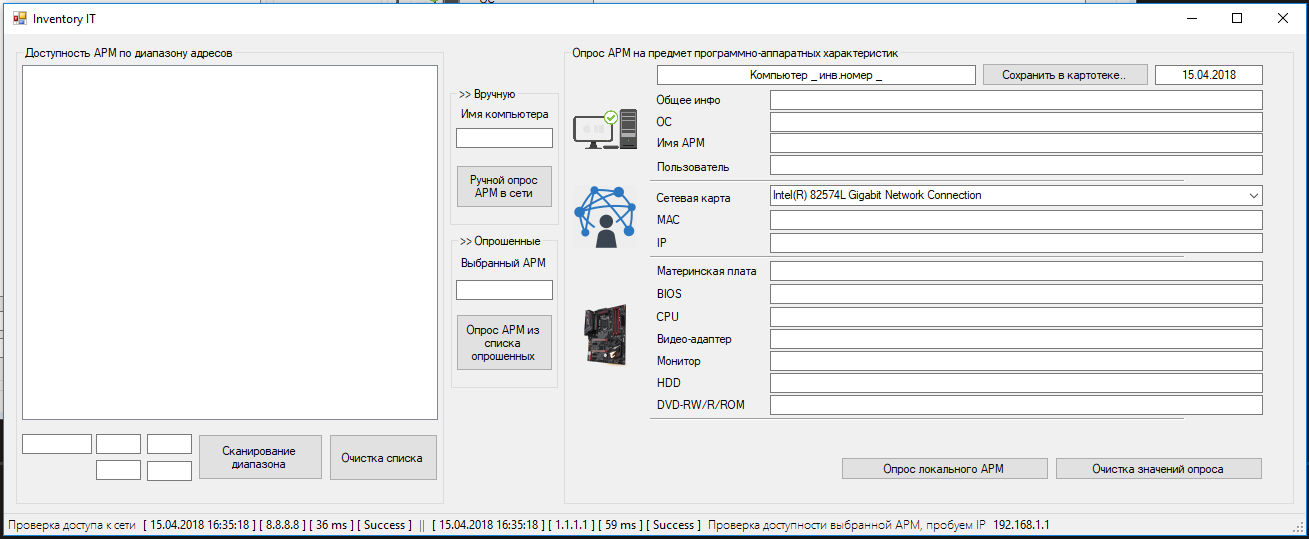 Inventory IT
Доступность АРМ по диапазону адресов
Сканирование
диапазона
Очистка списка
>> Вручную
Имя компьютера
Ручной опрос
АРМ в сети
>> Опрошенные
Выбранный АРМ
Опрос АРМ из
списка
опрошенных
Опрос АРМ на предмет программно-аппаратных характеристик
Компьютер _ инв.номер _
Сохранить в картотеке..
15.04.2018
Общее инфо
ОС
Имя АРМ
Пользователь
Сетевая карта
Intel(R) 82574L Gigabit Network Connection
MAC
IP
Материнская плата
BIOS
CPU
Видео-адаптер
Монитор
HDD
DVD-RW/R/ROM
Опрос локального АРМ
Очистка значений опроса
Проверка доступа к сети [ 15.04.2018 16:35:18 ] [ 8.8.8.8 ] [ 36 ms ] [ Success ] || [ 15.04.2018 16:35:18 ] [ 1.1.1.1 ] [ 59 ms ] [ Success ] Проверка доступности выбранной АРМ, пробуем IP 192.168.1.1